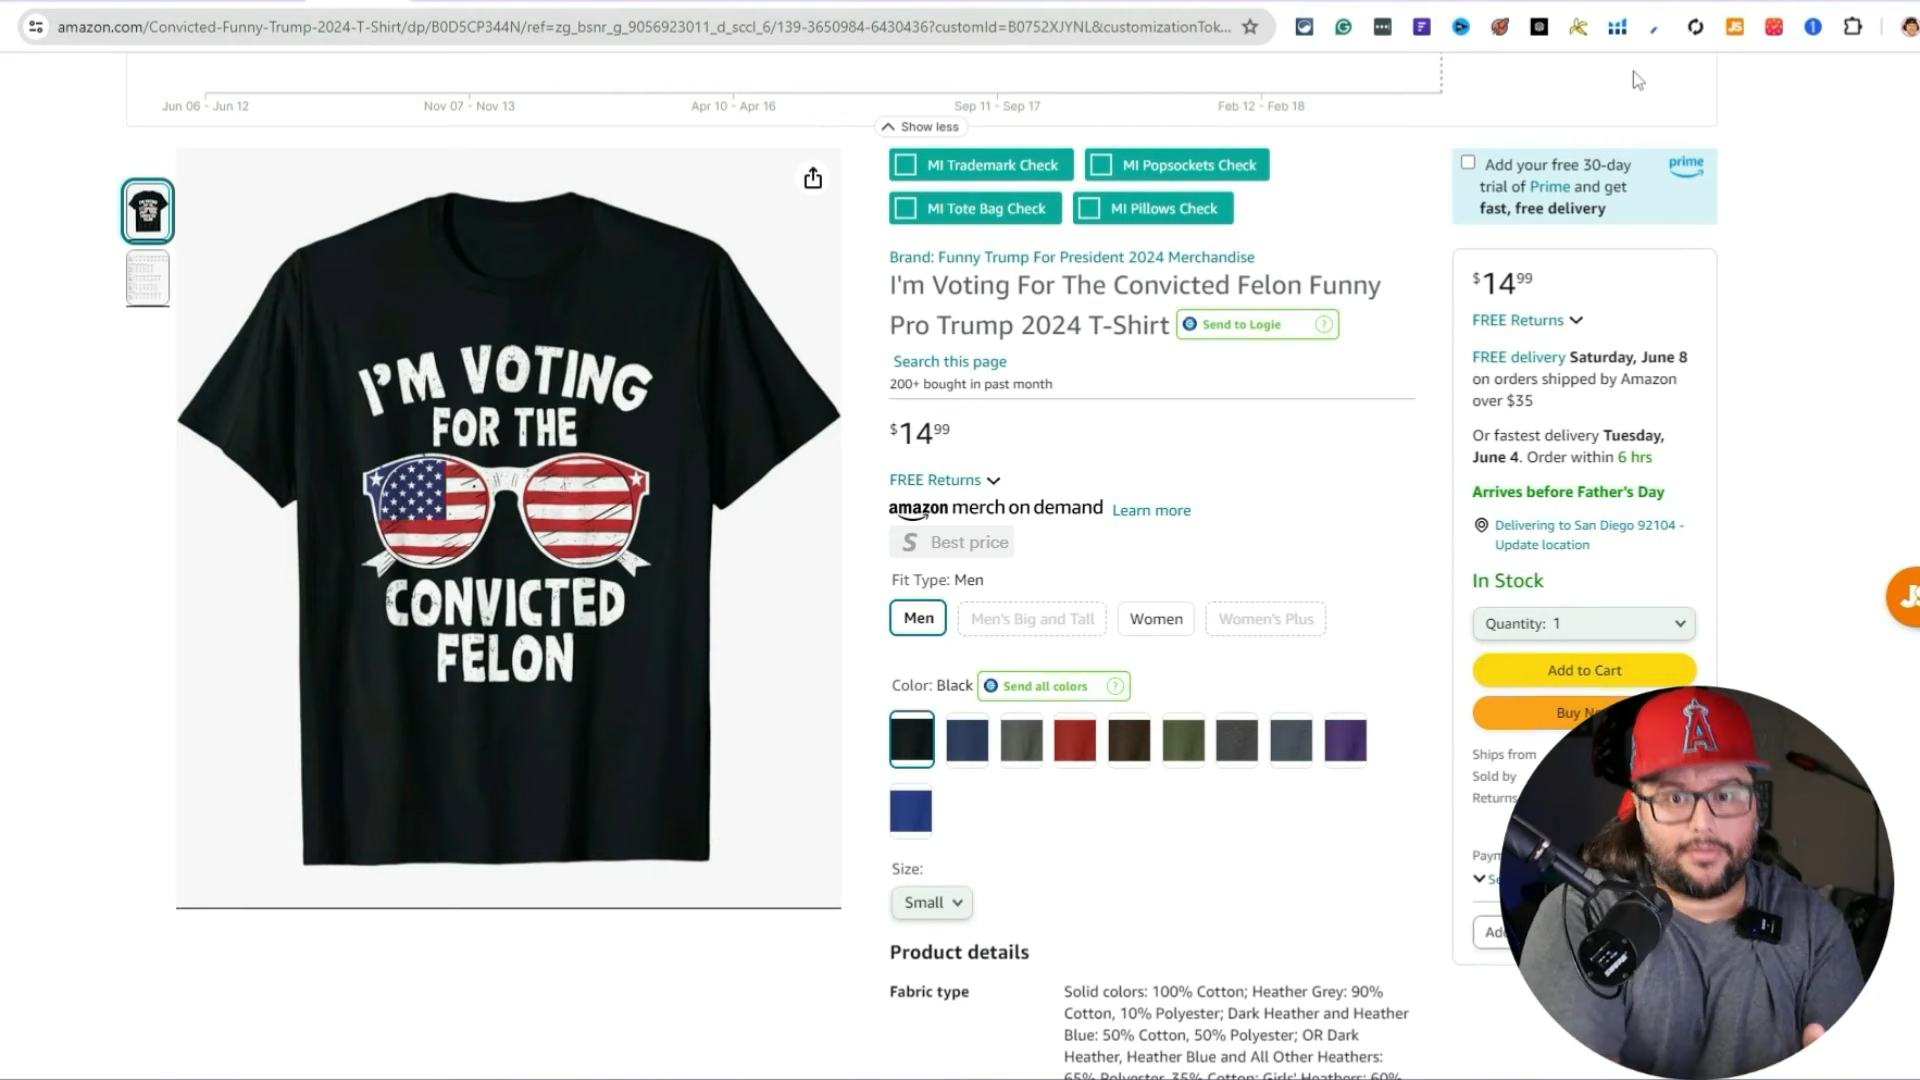 amazon.com/Convicted-Funny-Trump-2024-T-Shirt/dp/B0D5CP344N/ref=zg_bsnr_g_9056923011_d_sccl_6/139-3650984-6430436?customId=B0752XJYNL&customizationTok...
Jun 06 - Jun 12
Nov 07 - Nov 13
Apr 10 - Apr 16
Sep 11 - Sep 17
Feb 12 - Feb 18
Show less
I'M VOTING
FOR THE
CONVICTED
FELON
MI Trademark Check
MI Popsockets Check
MI Tote Bag Check
MI Pillows Check
Brand: Funny Trump For President 2024 Merchandise
I'm Voting For The Convicted Felon Funny
Pro Trump 2024 T-Shirt
Send to Logie
?
Search this page
200+ bought in past month
$14.99
FREE Returns
amazon merch on demand
Learn more
S Best price
Fit Type: Men
Men
Men's Big and Tall
Women
Women's Plus
Color: Black
Send all colors
?
Size:
Small
Product details
Fabric type
Solid colors: 100% Cotton; Heather Grey: 90%
Cotton, 10% Polyester; Dark Heather and Heather
Blue: 50% Cotton, 50% Polyester; OR Dark
Heather, Heather Blue and All Other Heathers:
65% Polyester, 35% Cotton; Girls' Heathers: 60%
Add your free 30-day
trial of Prime and get
fast, free delivery
prime
$14.99
FREE Returns
FREE delivery Saturday, June 8
on orders shipped by Amazon
over $35
Or fastest delivery Tuesday,
June 4. Order within 6 hrs
Arrives before Father's Day
Delivering to San Diego 92104 -
Update location
In Stock
Quantity: 1
Add to Cart
Buy
Ships from
Sold by
Returns
JS
A